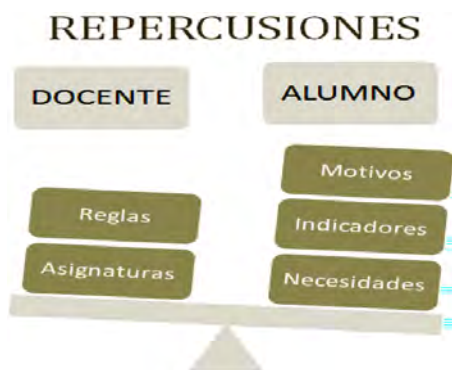 REPERCUSIONES
DOCENTE
ALUMNO
Reglas
Asignaturas
Motivos
Indicadores
Necesidades